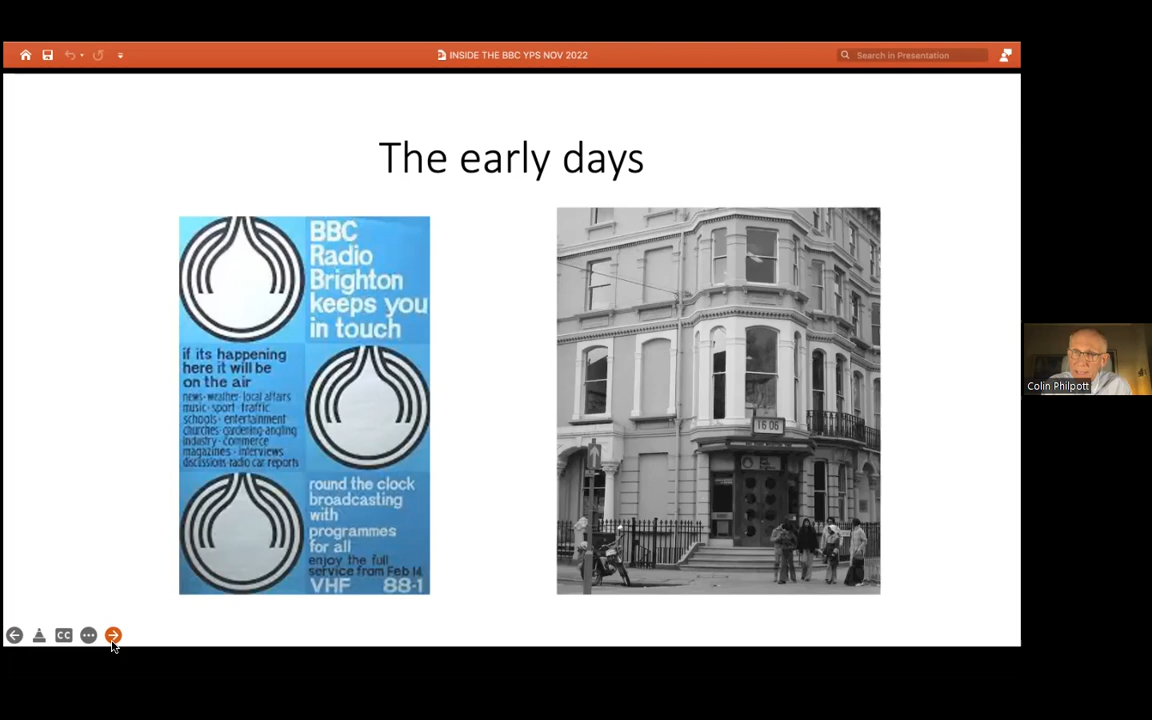 INSIDE THE BBC YPS NOV 2022
Search in Presentation
The early days
BBC
Radio
Brighton
keeps you
in touch
if its happening
here it will be
on the air
news·weather·local affairs
music·sport·traffic
schools·entertainment
churches·gardening·angling
industry·commerce
magazines·interviews
discussions·radio car reports
round the clock
broadcasting
with
programmes
for all
enjoy the full
service from Feb 14
VHF 88·1
16 06
CC
Colin Philpott